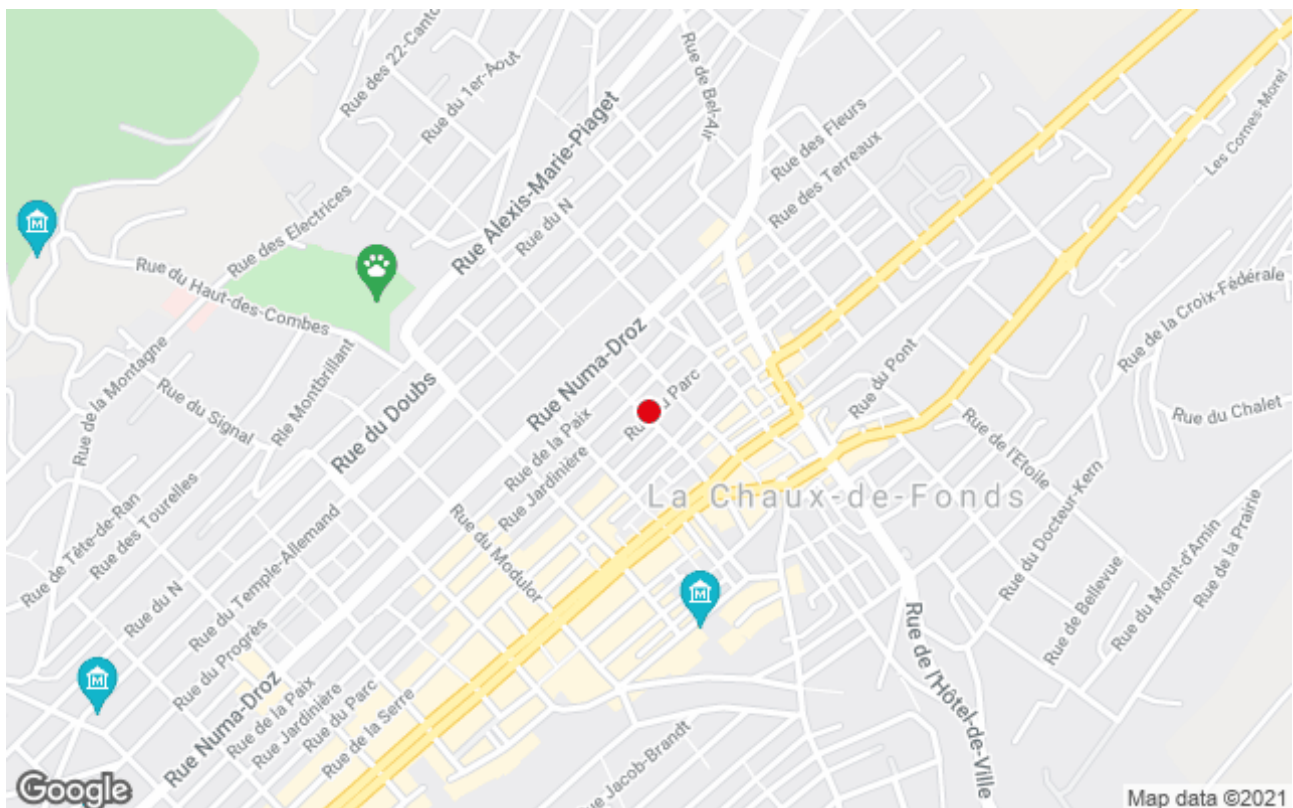 Rue des 22-Canto
Rue du 1er-Août
Rue de Bel-Air
Les Cornes-Morel
Rue des Fleurs
Rue Alexis-Marie-Piaget
Rue des Terreaux
Rue du N
Rue des Electrices
Rue du Haut-des-Combes
Rue de la Croix-Fédérale
Rue Numa-Droz
Rue du Pont
Rue de la Montagne
Rle Montbrillant
Rue du Doubs
Rue du Signal
Rue du Parc
Rue du Chalet
Rue de la Paix
Rue de l'Etoile
Rue Jardinière
La Chaux-de-Fonds
Rue de Tête-de-Ran
Rue des Tourelles
Rue du Temple-Allemand
Rue du Modulor
Rue du Docteur-Kern
Rue du Mont-d'Amin
Rue de la Prairie
Rue de Bellevue
Rue du N
Rue du Progrès
Rue de l'Hôtel-de-Ville
Rue Numa-Droz
Rue de la Paix
Rue Jardinière
Rue du Parc
Rue de la Serre
Rue Jacob-Brandt
Google
Map data ©2021